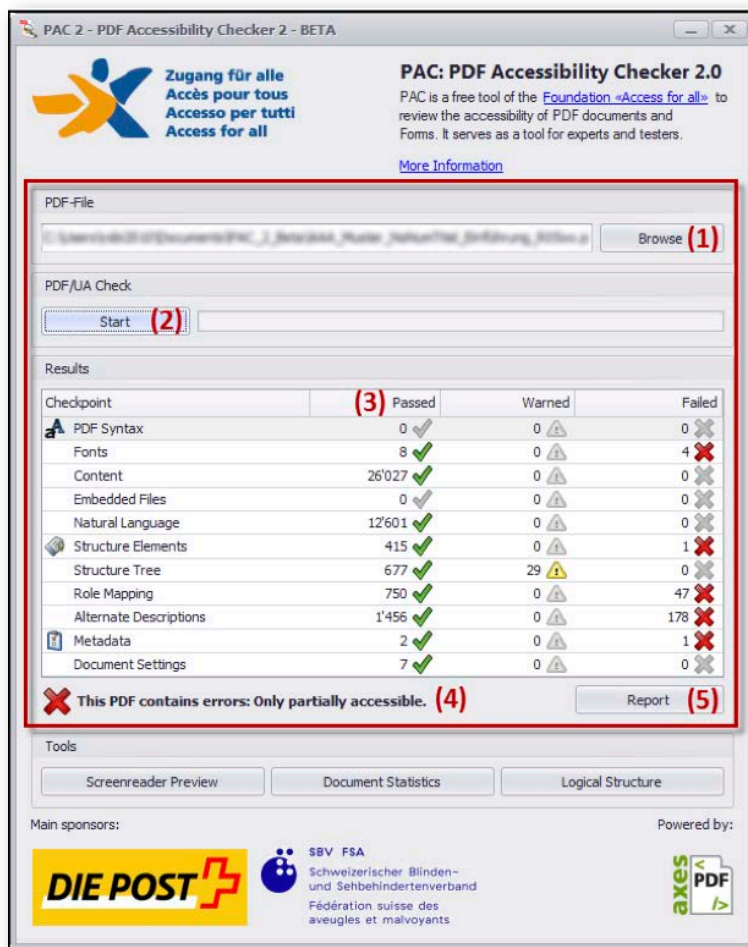 PAC 2 - PDF Accessibility Checker 2 - BETA
Zugang für alle
Accès pour tous
Accesso per tutti
Access for all
PAC: PDF Accessibility Checker 2.0
PAC is a free tool of the Foundation «Access for all» to
review the accessibility of PDF documents and
Forms. It serves as a tool for experts and testers.
More Information
PDF-File
Browse (1)
PDF/UA Check
Start (2)
Results
Checkpoint (3) Passed Warned Failed
PDF Syntax 0 0 0
Fonts 8 0 4
Content 26'027 0 0
Embedded Files 0 0 0
Natural Language 12'601 0 0
Structure Elements 415 0 1
Structure Tree 677 29 0
Role Mapping 750 0 47
Alternate Descriptions 1'456 0 178
Metadata 2 0 1
Document Settings 7 0 0
This PDF contains errors: Only partially accessible. (4) Report (5)
Tools
Screenreader Preview Document Statistics Logical Structure
Main sponsors: Powered by:
DIE POST
SBV FSA
Schweizerischer Blinden-
und Sehbehindertenverband
Fédération suisse des
aveugles et malvoyants
axes
PDF